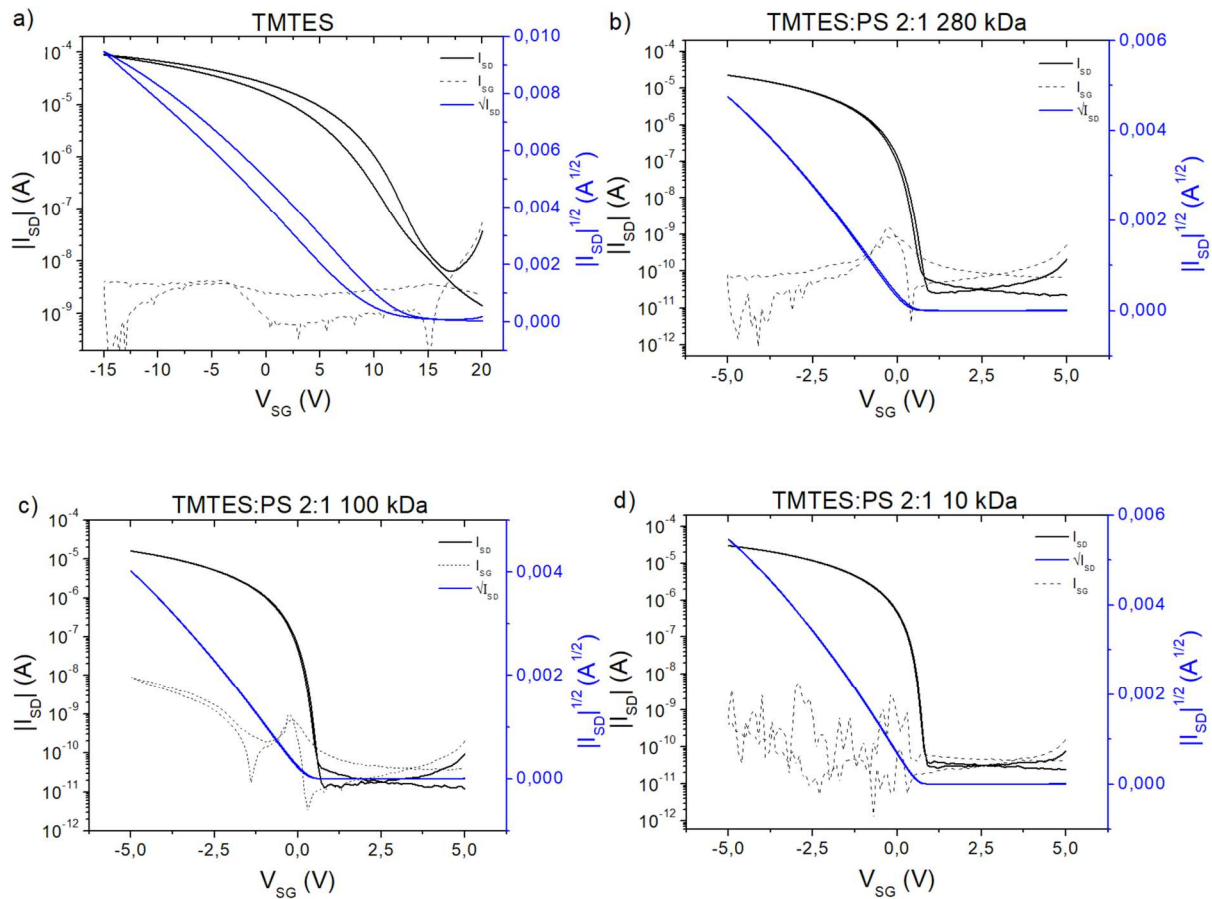 a)
TMTES
||I_SD| (A)
10^-4
10^-5
10^-6
10^-7
10^-8
10^-9
I_SD
I_SG
√I_SD
0,010
0,008
0,006
0,004
0,002
0,000
||I_SD|^1/2 (A^1/2)
-15 -10 -5 0 5 10 15 20
V_SG (V)
b)
TMTES:PS 2:1 280 kDa
||I_SD| (A)
10^-4
10^-5
10^-6
10^-7
10^-8
10^-9
10^-10
10^-11
10^-12
I_SD
I_SG
√I_SD
0,006
0,004
0,002
0,000
||I_SD|^1/2 (A^1/2)
-5,0 -2,5 0,0 2,5 5,0
V_SG (V)
c)
TMTES:PS 2:1 100 kDa
||I_SD| (A)
10^-4
10^-5
10^-6
10^-7
10^-8
10^-9
10^-10
10^-11
10^-12
I_SD
I_SG
√I_SD
0,004
0,002
0,000
||I_SD|^1/2 (A^1/2)
-5,0 -2,5 0,0 2,5 5,0
V_SG (V)
d)
TMTES:PS 2:1 10 kDa
||I_SD| (A)
10^-4
10^-5
10^-6
10^-7
10^-8
10^-9
10^-10
10^-11
10^-12
I_SD
√I_SD
I_SG
0,006
0,004
0,002
0,000
||I_SD|^1/2 (A^1/2)
-5,0 -2,5 0,0 2,5 5,0
V_SG (V)